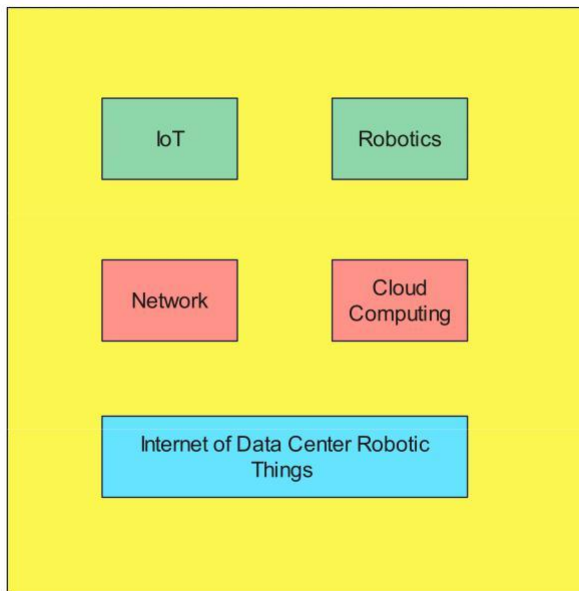 IoT
Robotics
Network
Cloud
Computing
Internet of Data Center Robotic
Things